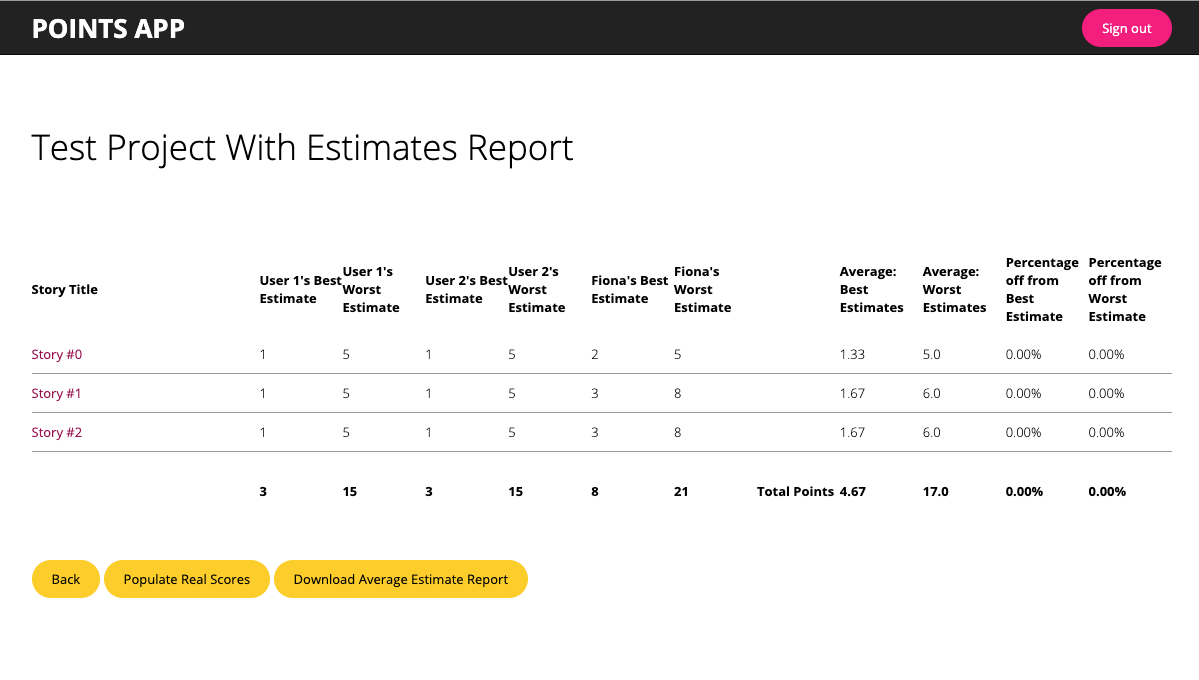 POINTS APP
Sign out
Test Project With Estimates Report
Story Title User 1's Best Estimate User 1's Worst Estimate User 2's Best Estimate User 2's Worst Estimate Fiona's Best Estimate Fiona's Worst Estimate Average: Best Estimates Average: Worst Estimates Percentage off from Best Estimate Percentage off from Worst Estimate
Story #0 1 5 1 5 2 5 1.33 5.0 0.00% 0.00%
Story #1 1 5 1 5 3 8 1.67 6.0 0.00% 0.00%
Story #2 1 5 1 5 3 8 1.67 6.0 0.00% 0.00%
3 15 3 15 8 21 Total Points 4.67 17.0 0.00% 0.00%
Back Populate Real Scores Download Average Estimate Report